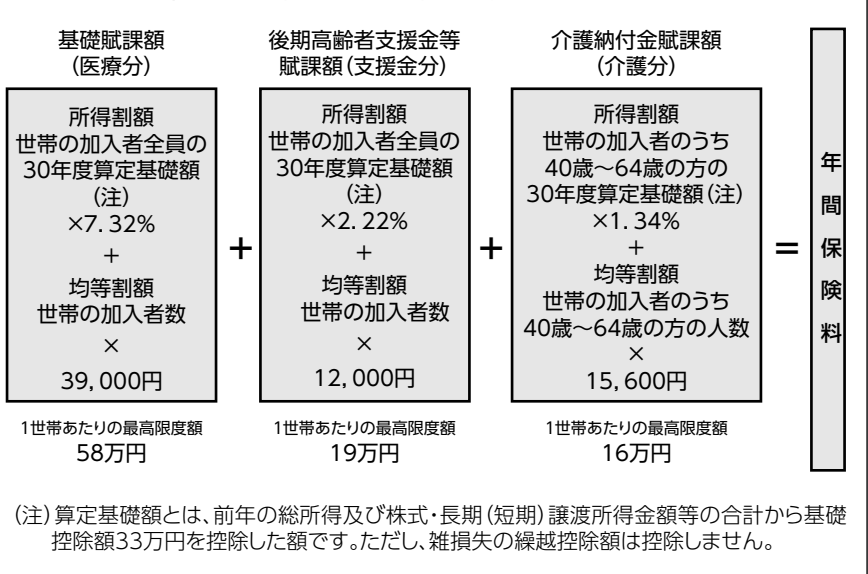 基礎賦課額
(医療分)
所得割額
世帯の加入者全員の
30年度算定基礎額
(注)
×7.32%
+
均等割額
世帯の加入者数
×
39,000円
1世帯あたりの最高限度額
58万円
+
後期高齢者支援金等
賦課額(支援金分)
所得割額
世帯の加入者全員の
30年度算定基礎額
(注)
×2.22%
+
均等割額
世帯の加入者数
×
12,000円
1世帯あたりの最高限度額
19万円
+
介護納付金賦課額
(介護分)
所得割額
世帯の加入者のうち
40歳～64歳の方の
30年度算定基礎額(注)
×1.34%
+
均等割額
世帯の加入者のうち
40歳～64歳の方の人数
×
15,600円
1世帯あたりの最高限度額
16万円
=
年間保険料
(注)算定基礎額とは、前年の総所得及び株式・長期(短期)譲渡所得金額等の合計から基礎
控除額33万円を控除した額です。ただし、雑損失の繰越控除額は控除しません。